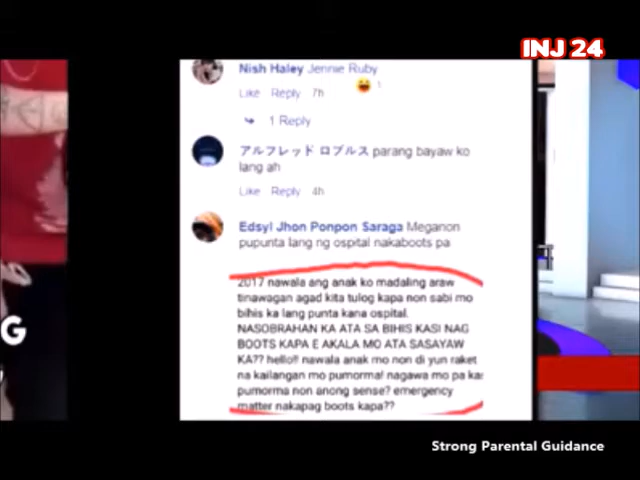 INJ 24
Nish Haley Jennie Ruby
Like Reply 7h
1
1 Reply
アルフレッド ロブルス parang bayaw ko
lang ah
Like Reply 4h
Edsyl Jhon Ponpon Saraga Meganon
pupunta lang ng ospital nakaboots pa
2017 nawala ang anak ko madaling araw
tinawagan agad kita tulog kapa non sabi mo
bihis ka lang punta kana ospital.
NASOBRAHAN KA ATA SA BIHIS KASI NAG
BOOTS KAPA E AKALA MO ATA SASAYAW
KA?? hello!! nawala anak mo non di yun raket
na kailangan mo pumorma! nagawa mo pa kas
pumorma non anong sense? emergency
matter nakapag boots kapa??
G
Strong Parental Guidance